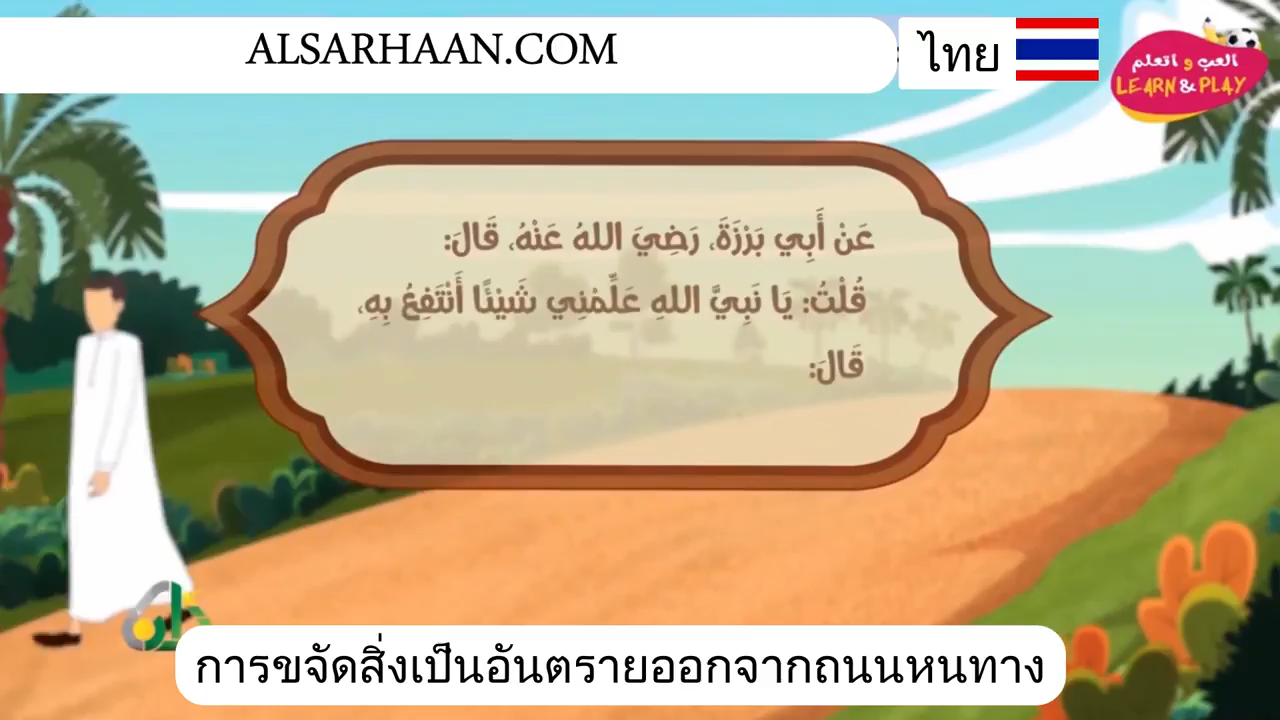 ALSARHAAN.COM
ไทย
العب و اتعلم
LEARN & PLAY
عَنْ أَبِي بَرْزَةَ، رَضِيَ اللهُ عَنْهُ، قَالَ:
قُلْتُ: يَا نَبِيَّ اللهِ عَلِّمْنِي شَيْئًا أَنْتَفِعُ بِهِ،
قَالَ:
การขจัดสิ่งเป็นอันตรายออกจากถนนหนทาง